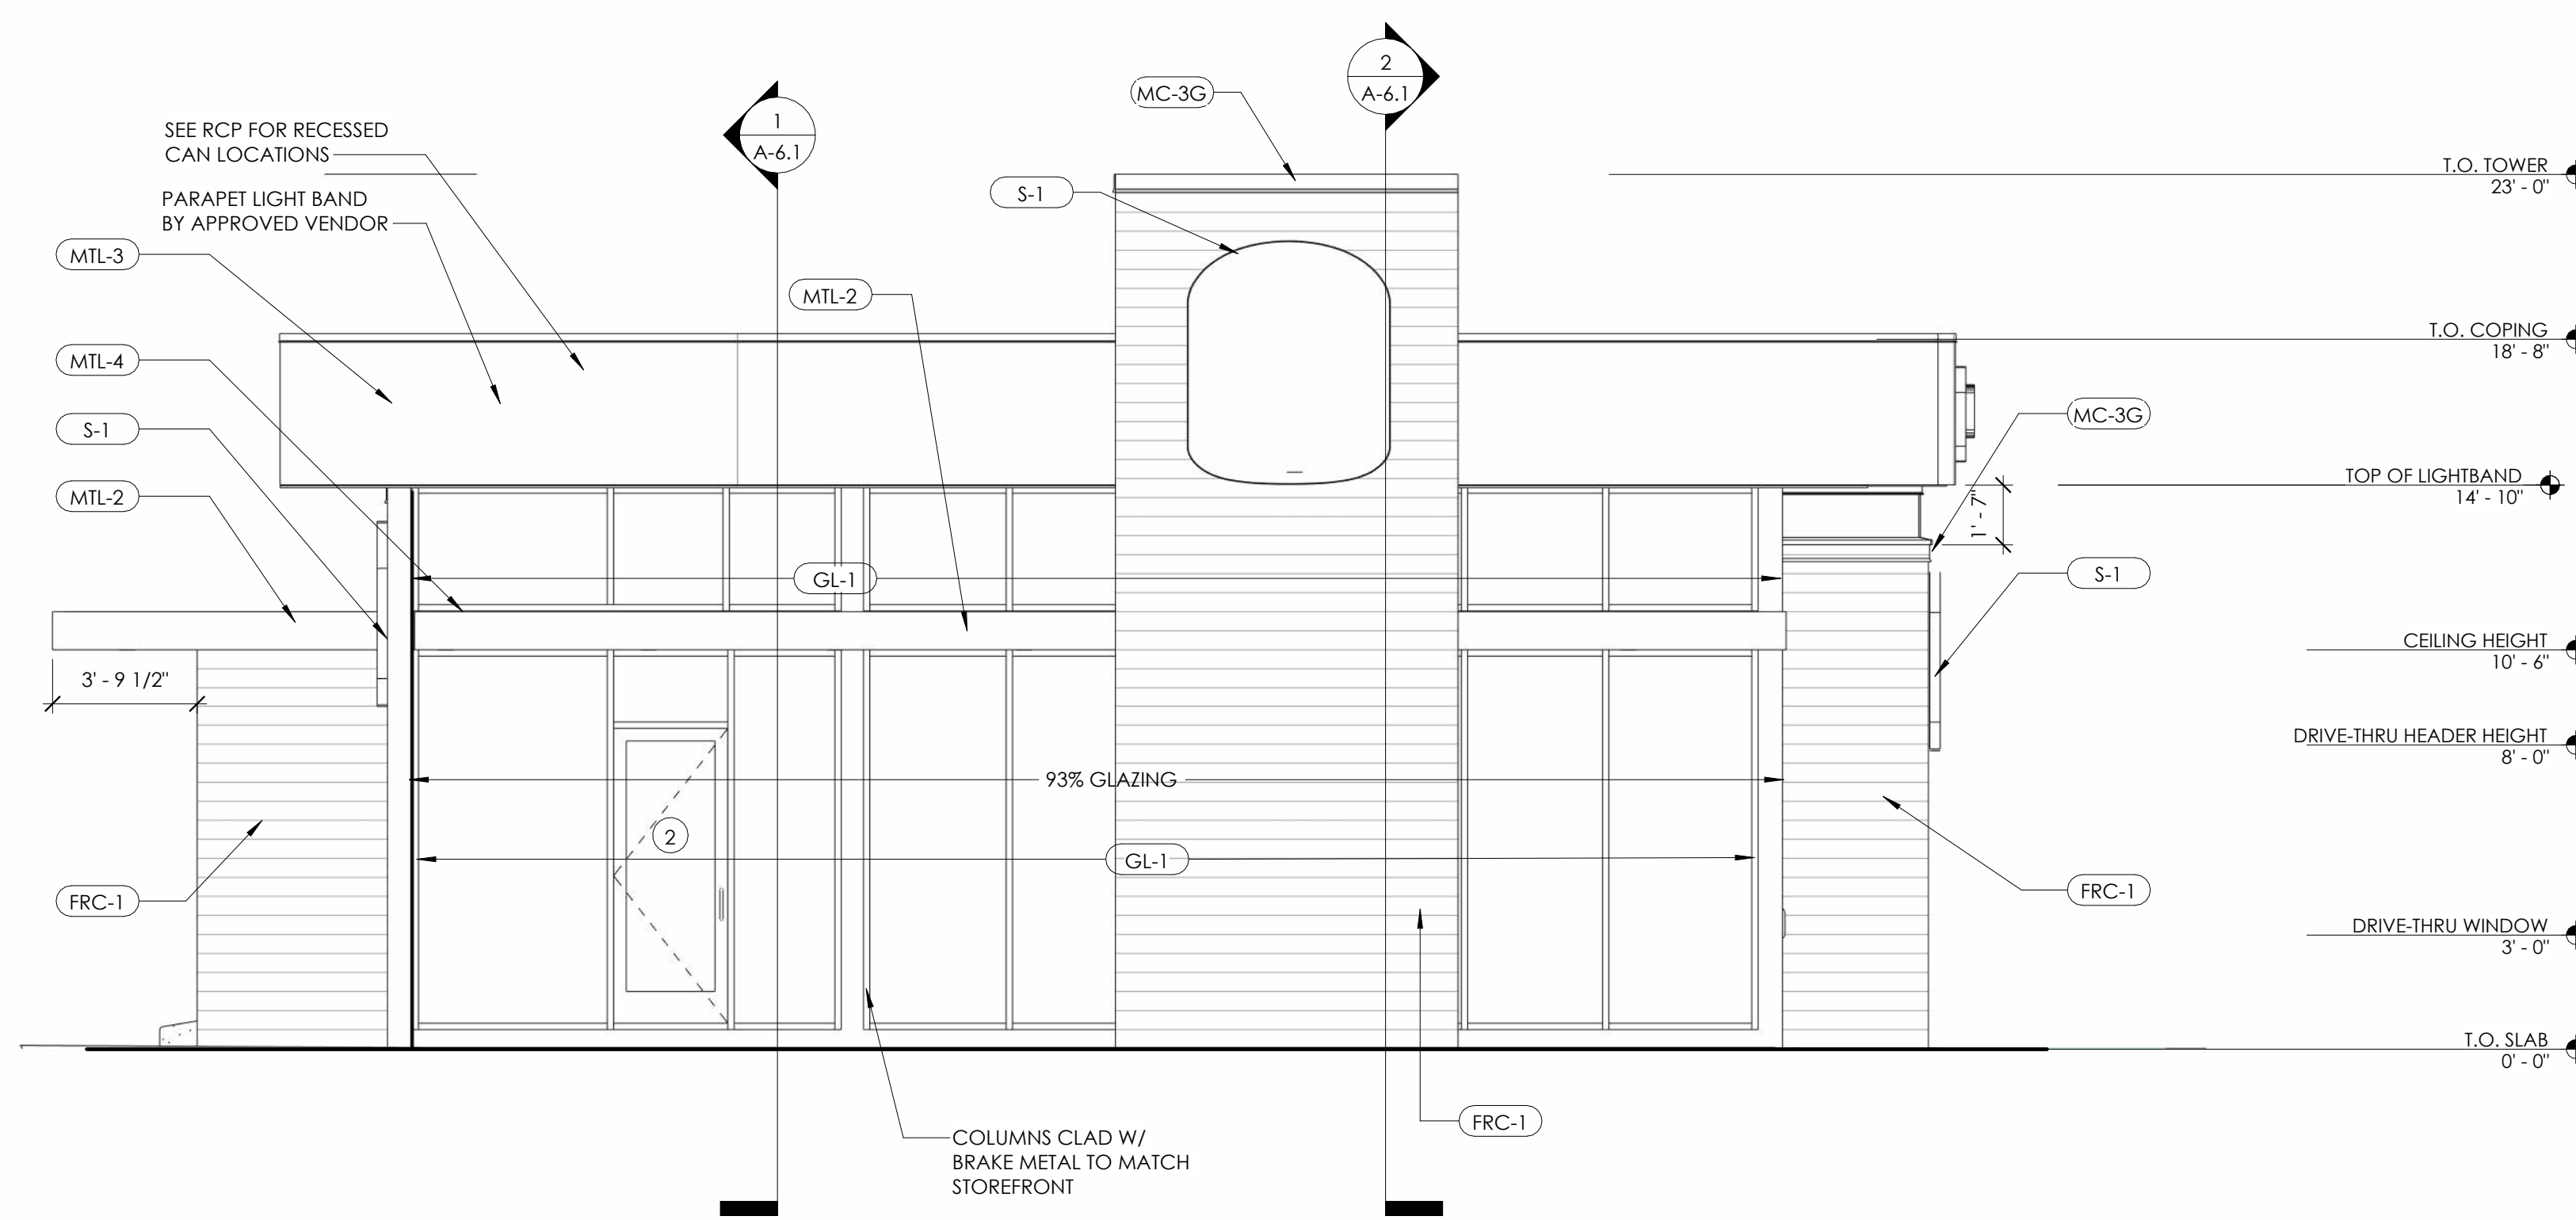 2
A-6.1
MC-3G
1
A-6.1
SEE RCP FOR RECESSED
CAN LOCATIONS
T.O. TOWER
23' - 0"
PARAPET LIGHT BAND
BY APPROVED VENDOR
S-1
MTL-3
MTL-2
T.O. COPING
18' - 8"
MTL-4
MC-3G
S-1
TOP OF LIGHTBAND
14' - 10"
MTL-2
1' - 7"
GL-1
S-1
CEILING HEIGHT
10' - 6"
3' - 9 1/2"
DRIVE-THRU HEADER HEIGHT
8' - 0"
93% GLAZING
2
GL-1
FRC-1
FRC-1
DRIVE-THRU WINDOW
3' - 0"
T.O. SLAB
0' - 0"
FRC-1
COLUMNS CLAD W/
BRAKE METAL TO MATCH
STOREFRONT